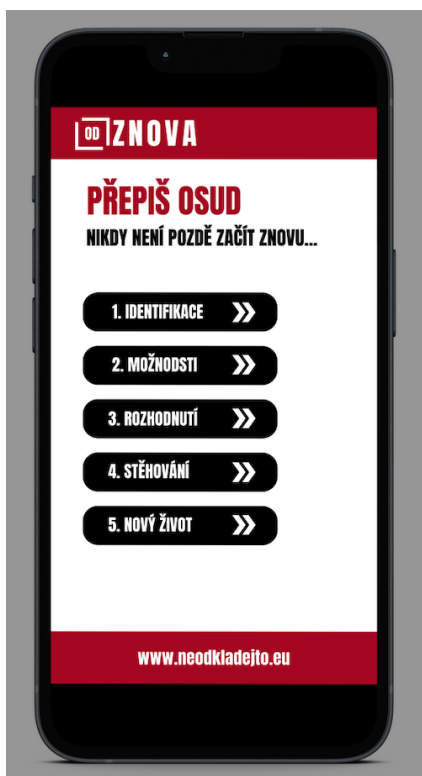 OD ZNOVA
PŘEPIŠ OSUD
NIKDY NENÍ POZDĚ ZAČÍT ZNOVU...
1. IDENTIFIKACE
2. MOŽNODSTI
3. ROZHODNUTÍ
4. STĚHOVÁNÍ
5. NOVÝ ŽIVOT
www.neodkladejto.eu